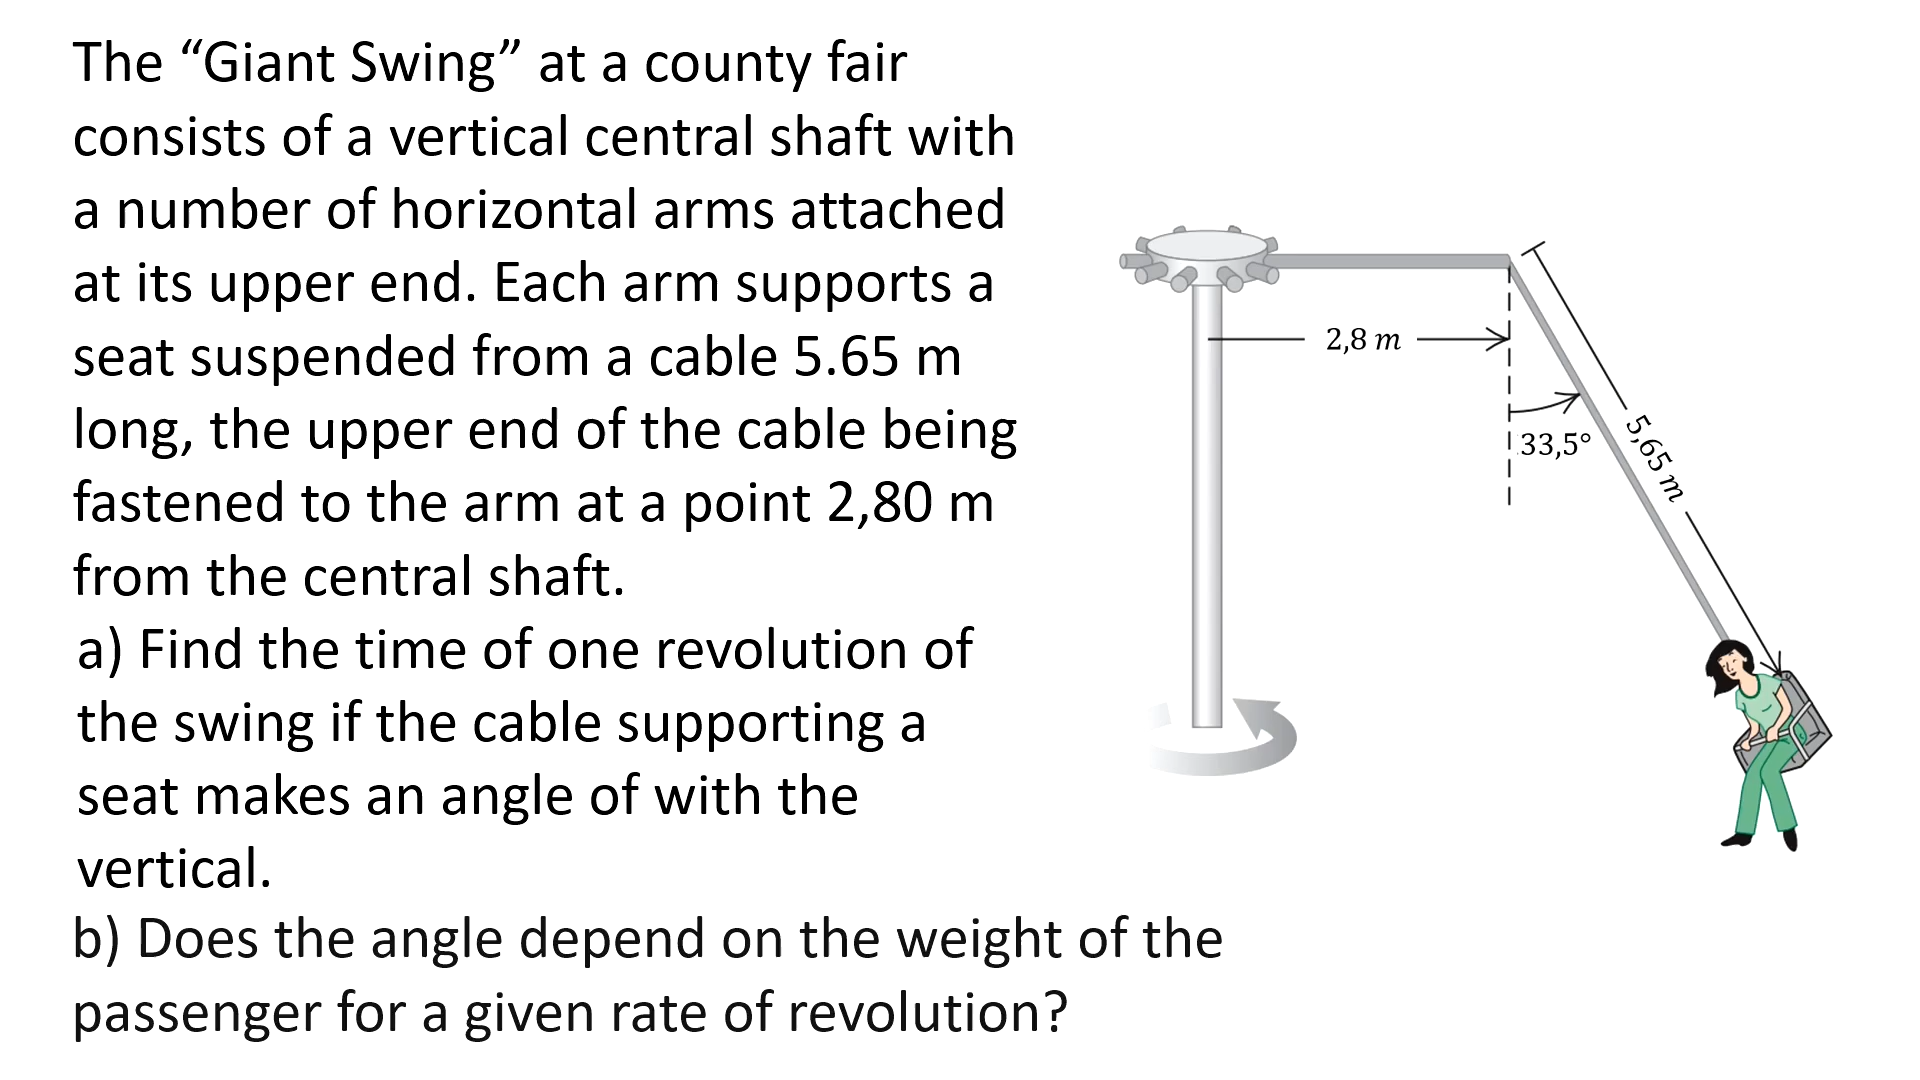 The “Giant Swing” at a county fair
consists of a vertical central shaft with
a number of horizontal arms attached
at its upper end. Each arm supports a
seat suspended from a cable 5.65 m
long, the upper end of the cable being
fastened to the arm at a point 2,80 m
from the central shaft.
a) Find the time of one revolution of
the swing if the cable supporting a
seat makes an angle of with the
vertical.
b) Does the angle depend on the weight of the
passenger for a given rate of revolution?
2,8 m
33,5°
5,65 m